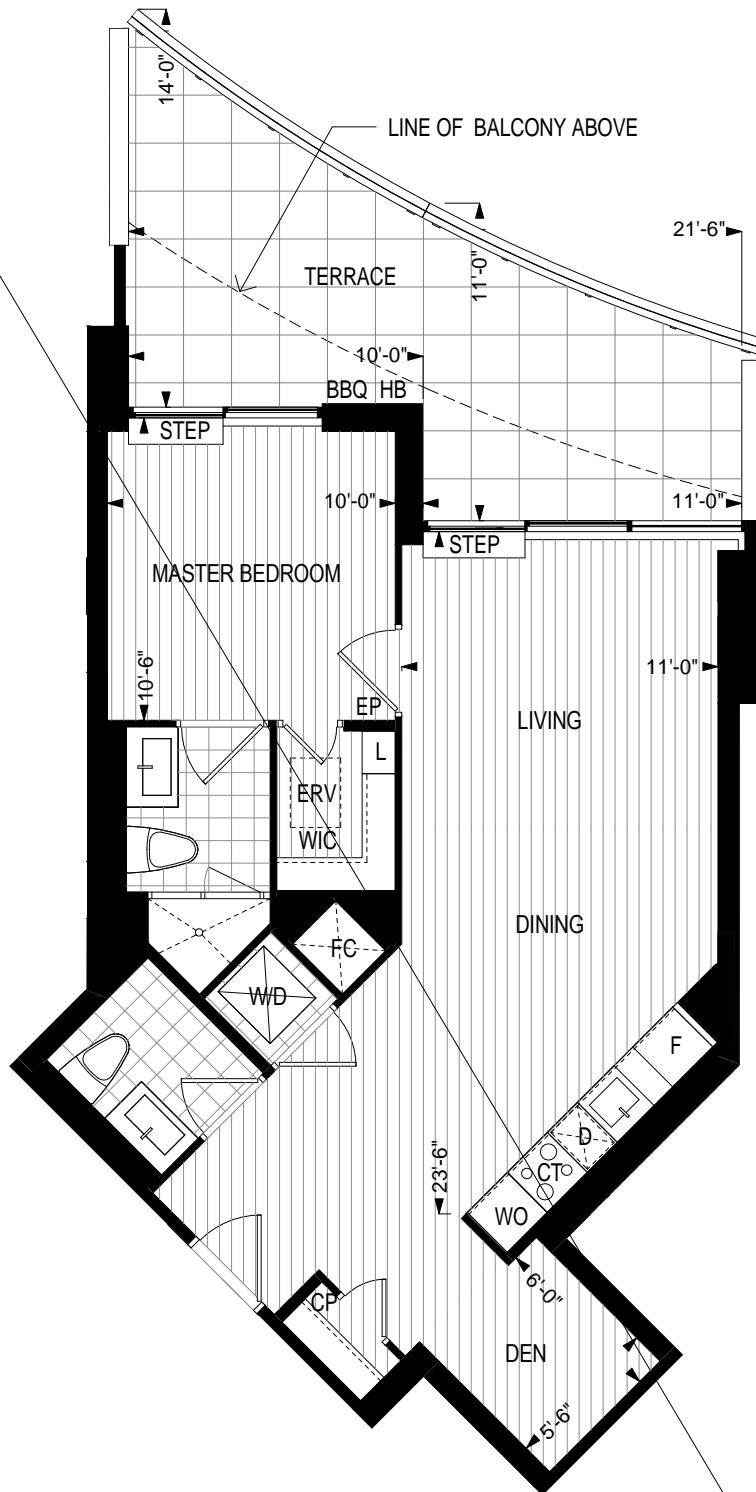 14'-0"
LINE OF BALCONY ABOVE
11'-0"
21'-6"
TERRACE
10'-0"
BBQ HB
STEP
10'-0"
11'-0"
STEP
MASTER BEDROOM
10'-6"
11'-0"
EP
LIVING
L
ERV
WIC
DINING
FC
W/D
F
D
CT
23'-6"
WO
6'-0"
CP
DEN
5'-6"